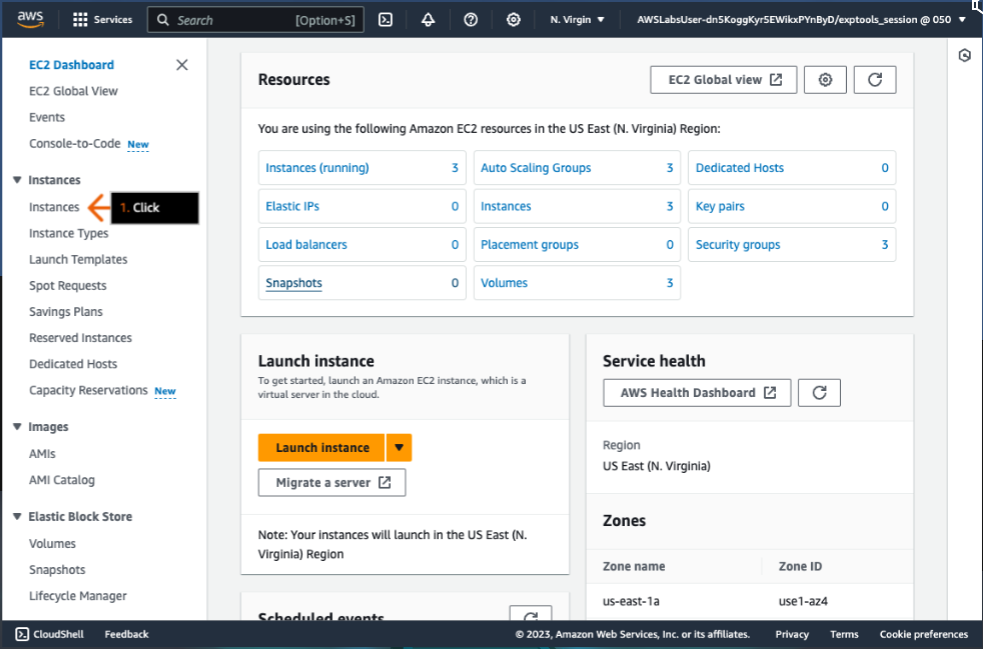 aws Services Search [Option+S] N. Virgin AWSLabsUser-dn5KoggKyr5EWikxPYnByD/exptools_session @ 050
EC2 Dashboard
EC2 Global View
Events
Console-to-Code New
Instances
Instances 1. Click
Instance Types
Launch Templates
Spot Requests
Savings Plans
Reserved Instances
Dedicated Hosts
Capacity Reservations New
Images
AMIs
AMI Catalog
Elastic Block Store
Volumes
Snapshots
Lifecycle Manager
Resources
EC2 Global view
You are using the following Amazon EC2 resources in the US East (N. Virginia) Region:
Instances (running) 3 Auto Scaling Groups 3 Dedicated Hosts 0
Elastic IPs 0 Instances 3 Key pairs 0
Load balancers 0 Placement groups 0 Security groups 3
Snapshots 0 Volumes 3
Launch instance
To get started, launch an Amazon EC2 instance, which is a
virtual server in the cloud.
Launch instance
Migrate a server
Note: Your instances will launch in the US East (N.
Virginia) Region
Scheduled events
Service health
AWS Health Dashboard
Region
US East (N. Virginia)
Zones
Zone name Zone ID
us-east-1a use1-az4
CloudShell Feedback © 2023, Amazon Web Services, Inc. or its affiliates. Privacy Terms Cookie preferences